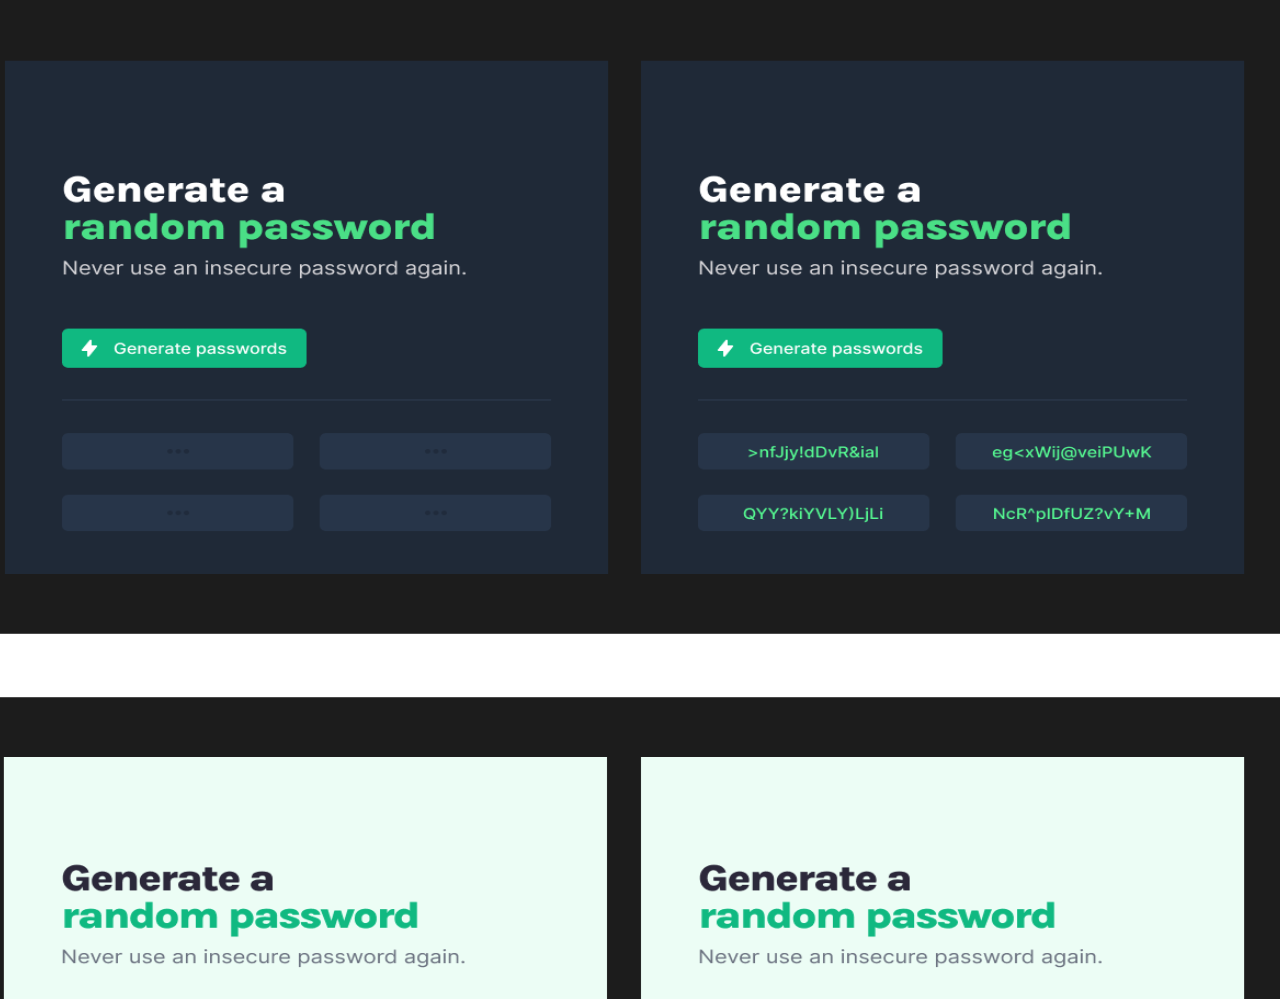 Generate a
random password
Never use an insecure password again.
Generate passwords
...
...
...
...
Generate a
random password
Never use an insecure password again.
Generate passwords
>nfJjy!dDvR&ial
eg<xWij@veiPUwK
QYY?kiYVLY)LjLi
NcR^pIDfUZ?vY+M
Generate a
random password
Never use an insecure password again.
Generate a
random password
Never use an insecure password again.